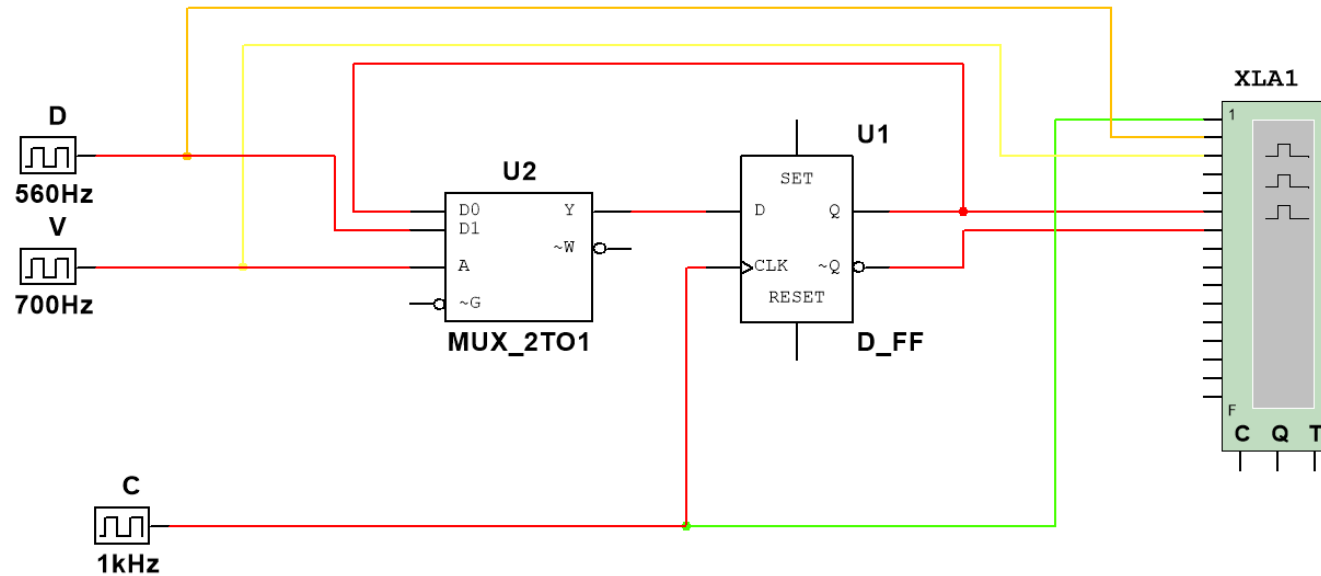 XLA1
1
F
C Q T
D
560Hz
V
700Hz
U2
D0 Y
D1
~W
A
~G
MUX_2TO1
U1
SET
D Q
CLK ~Q
RESET
D_FF
C
1kHz